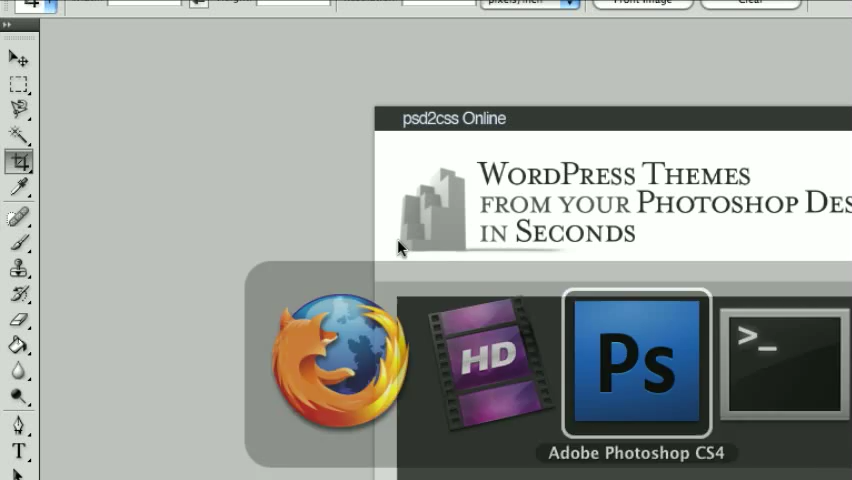 pixels/inch
Front Image
Clear
psd2css Online
WORDPRESS THEMES
FROM YOUR PHOTOSHOP DES
IN SECONDS
HD
Ps
>_
Adobe Photoshop CS4
T